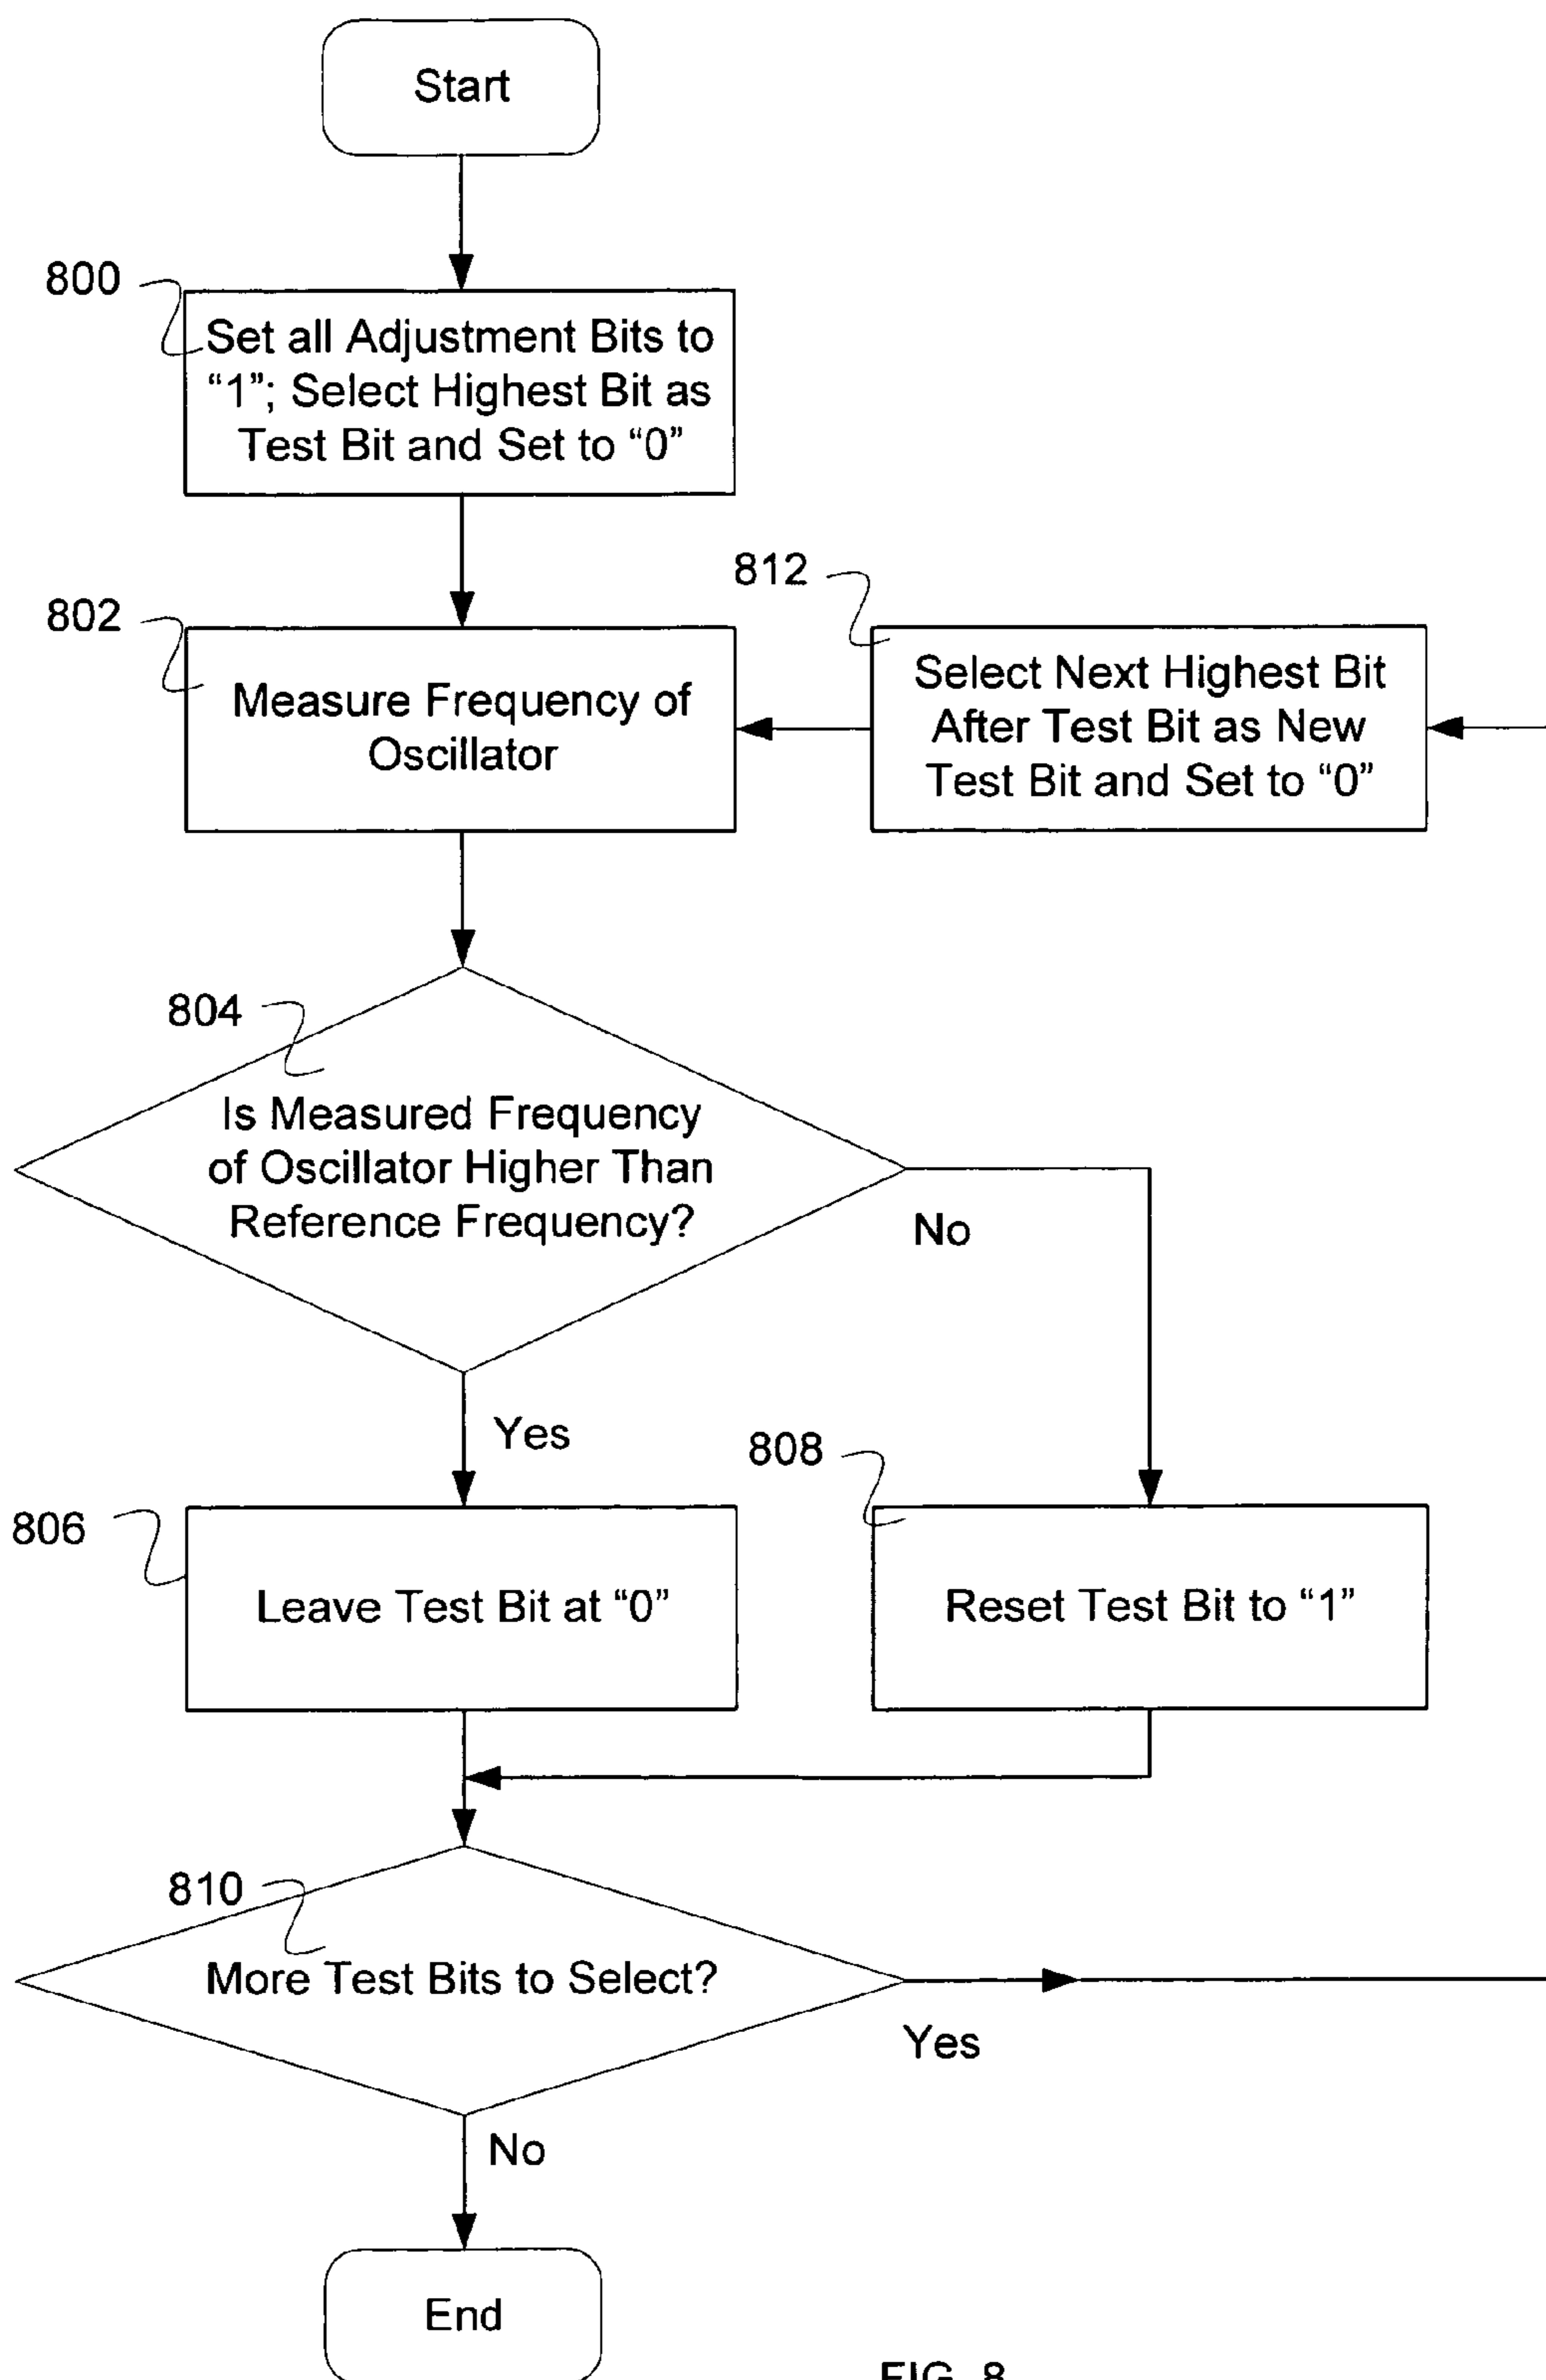 Start
800
Set all Adjustment Bits to
“1”; Select Highest Bit as
Test Bit and Set to “0”
802
Measure Frequency of
Oscillator
812
Select Next Highest Bit
After Test Bit as New
Test Bit and Set to “0”
804
Is Measured Frequency
of Oscillator Higher Than
Reference Frequency?
No
Yes
806
Leave Test Bit at “0”
808
Reset Test Bit to “1”
810
More Test Bits to Select?
Yes
No
End
FIG. 8